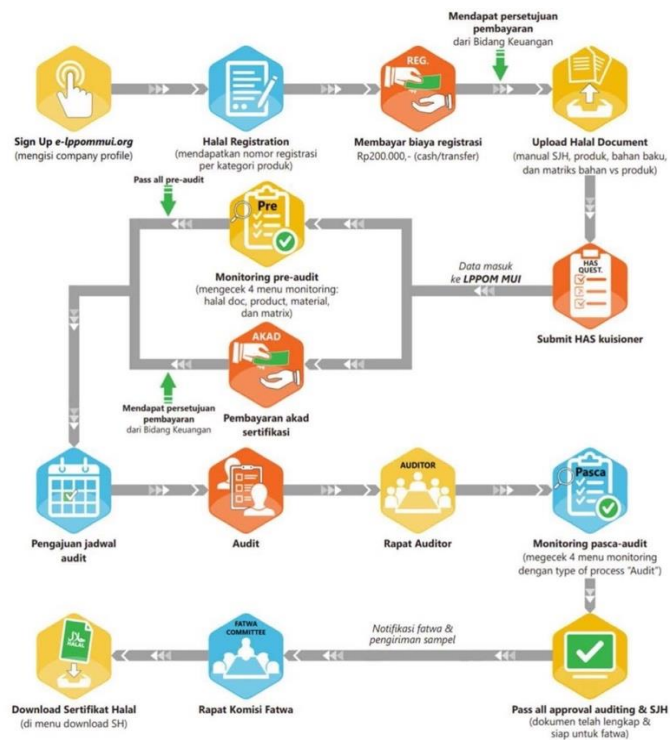 Mendapat persetujuan
pembayaran
dari Bidang Keuangan
REG.
Sign Up e-lppommui.org
(mengisi company profile)
Halal Registration
(mendapatkan nomor registrasi
per kategori produk)
Membayar biaya registrasi
Rp200.000,- (cash/transfer)
Upload Halal Document
(manual SJH, produk, bahan baku,
dan matriks bahan vs produk)
Pass all pre-audit
Pre
Monitoring pre-audit
(mengecek 4 menu monitoring:
halal doc, product, material,
dan matrix)
Data masuk
ke LPPOM MUI
HAS
QUEST.
Submit HAS kuisioner
AKAD
Mendapat persetujuan
pembayaran
dari Bidang Keuangan
Pembayaran akad
sertifikasi
AUDITOR
Pasca
Pengajuan jadwal
audit
Audit
Rapat Auditor
Monitoring pasca-audit
(megecek 4 menu monitoring
dengan type of process "Audit")
Notifikasi fatwa &
pengiriman sampel
FATWA
COMMITTEE
حلال
HALAL
Download Sertifikat Halal
(di menu download SH)
Rapat Komisi Fatwa
Pass all approval auditing & SJH
(dokumen telah lengkap &
siap untuk fatwa)